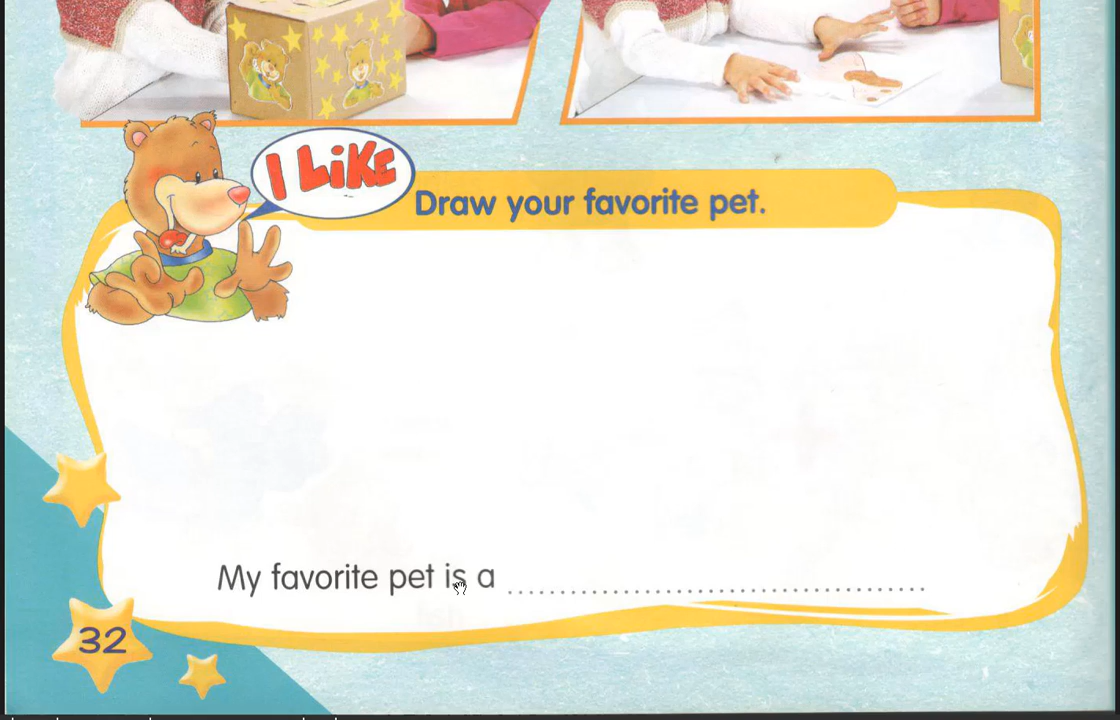 I LiKE
Draw your favorite pet.
My favorite pet is a ........................................
32